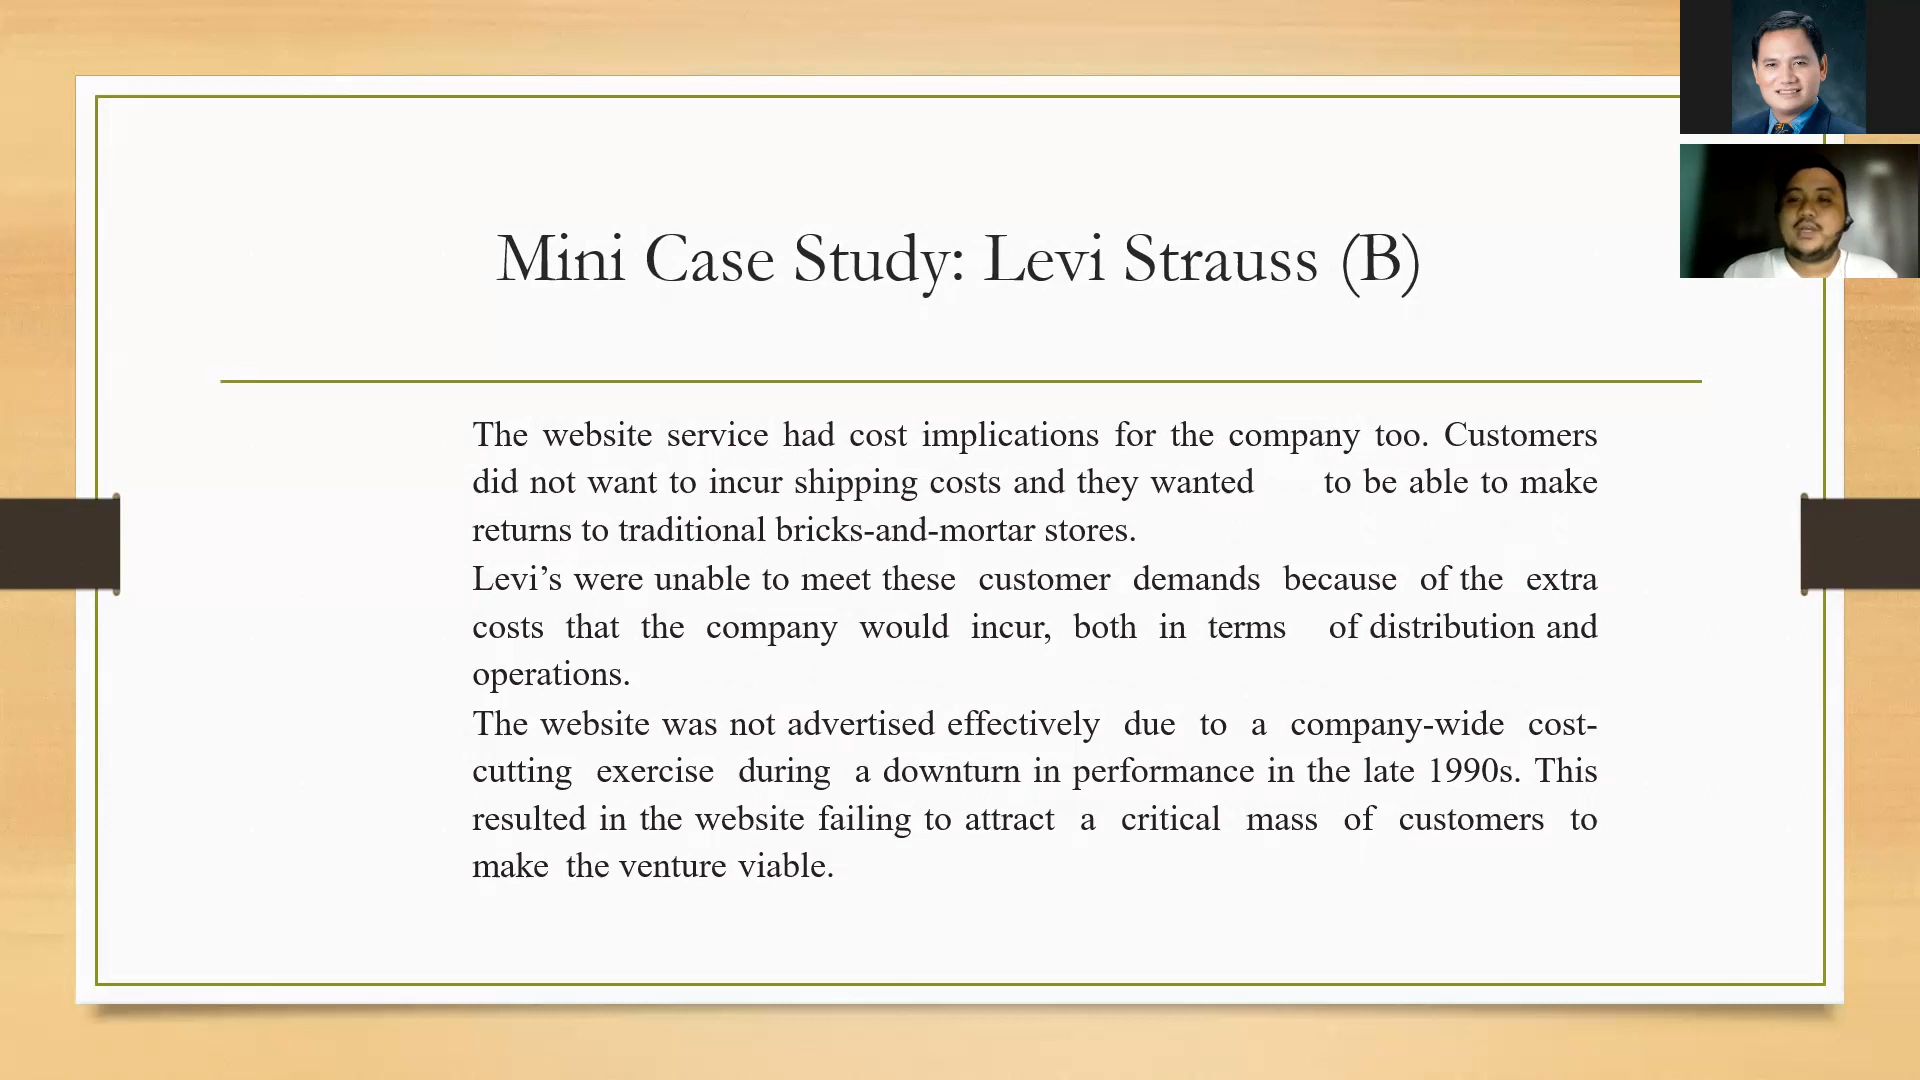 Mini Case Study: Levi Strauss (B)
The website service had cost implications for the company too. Customers
did not want to incur shipping costs and they wanted to be able to make
returns to traditional bricks-and-mortar stores.
Levi’s were unable to meet these customer demands because of the extra
costs that the company would incur, both in terms of distribution and
operations.
The website was not advertised effectively due to a company-wide cost-
cutting exercise during a downturn in performance in the late 1990s. This
resulted in the website failing to attract a critical mass of customers to
make the venture viable.